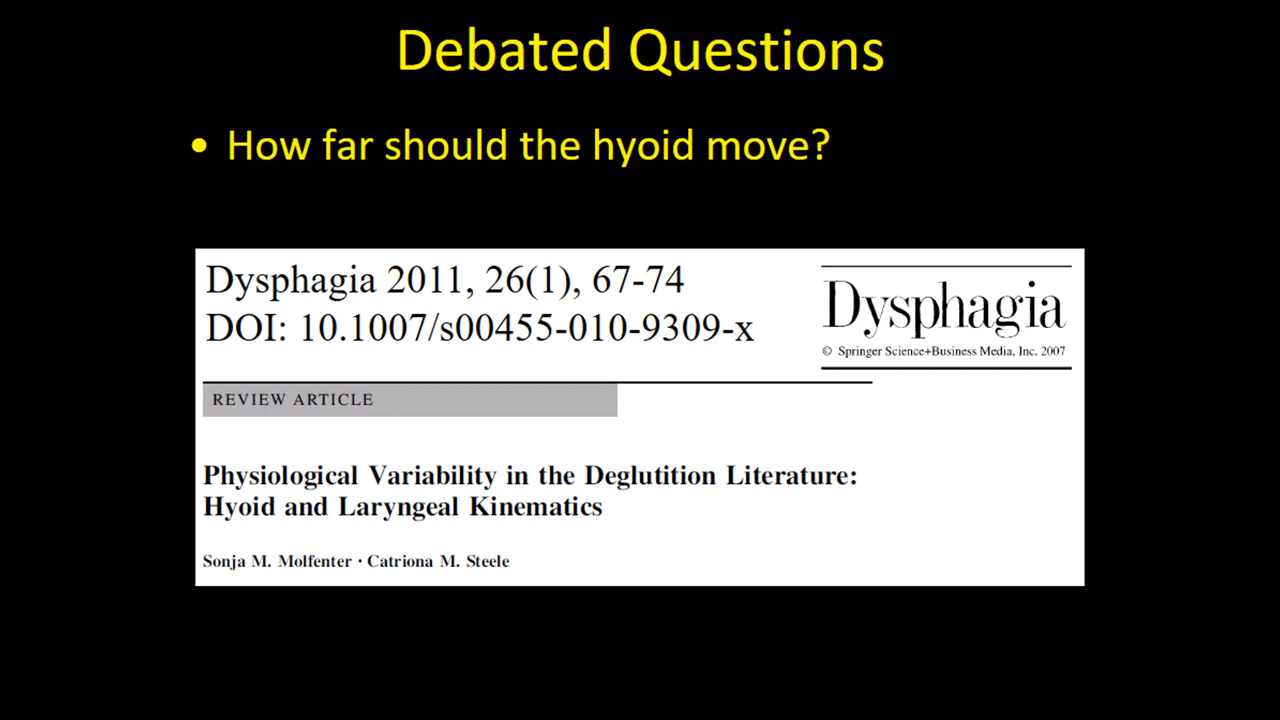 Debated Questions
• How far should the hyoid move?
Dysphagia 2011, 26(1), 67-74
DOI: 10.1007/s00455-010-9309-x
Dysphagia
© Springer Science+Business Media, Inc. 2007
REVIEW ARTICLE
Physiological Variability in the Deglutition Literature:
Hyoid and Laryngeal Kinematics
Sonja M. Molfenter · Catriona M. Steele